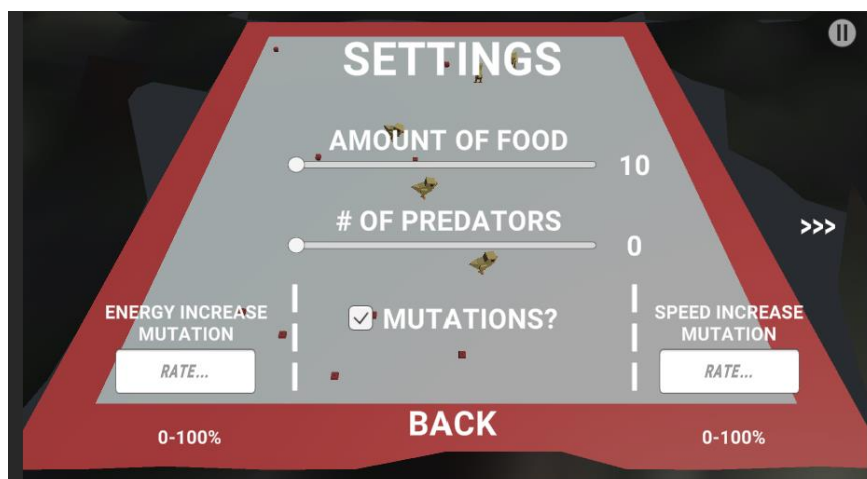 SETTINGS
AMOUNT OF FOOD
10
# OF PREDATORS
0
>>>
ENERGY INCREASE
MUTATION
RATE...
0-100%
MUTATIONS?
SPEED INCREASE
MUTATION
RATE...
0-100%
BACK